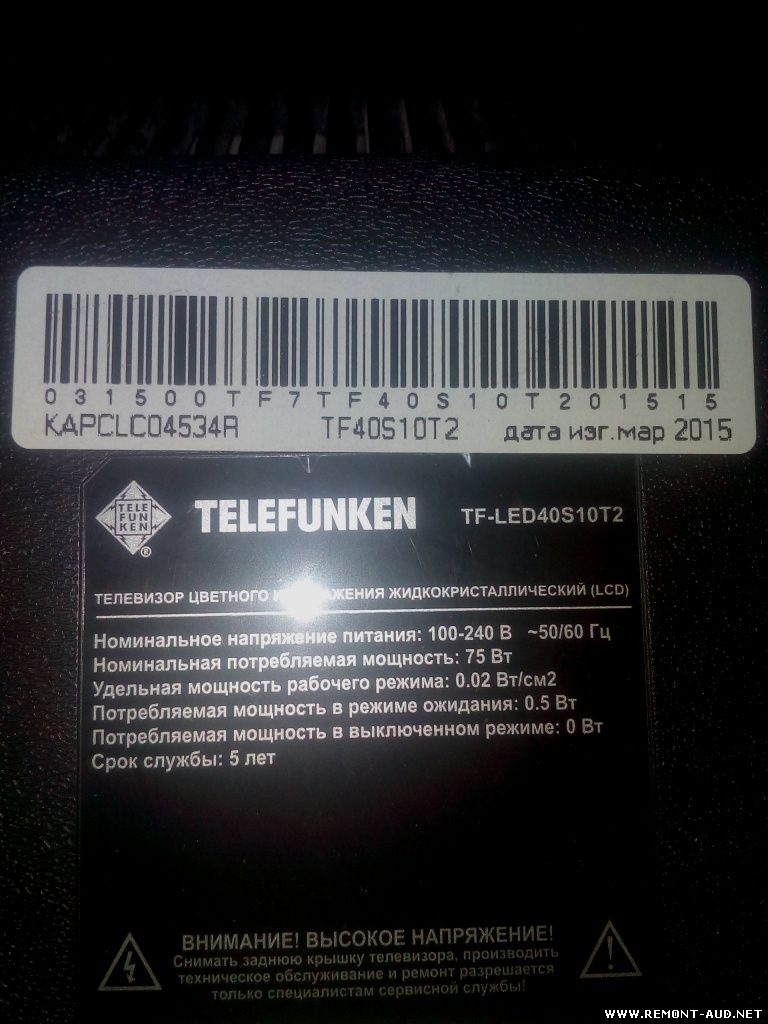 031500TF7TF40S10T201515
KAPCLC04534R TF40S10T2 дата изг.мар 2015
TELE
FUN
KEN
®
TELEFUNKEN TF-LED40S10T2
ТЕЛЕВИЗОР ЦВЕТНОГО ЖИДКОКРИСТАЛЛИЧЕСКИЙ (LCD)
Номинальное напряжение питания: 100-240 В ~50/60 Гц
Номинальная потребляемая мощность: 75 Вт
Удельная мощность рабочего режима: 0.02 Вт/см2
Потребляемая мощность в режиме ожидания: 0.5 Вт
Потребляемая мощность в выключенном режиме: 0 Вт
Срок службы: 5 лет
ВНИМАНИЕ! ВЫСОКОЕ НАПРЯЖЕНИЕ!
Снимать заднюю крышку телевизора, производить
техническое обслуживание и ремонт разрешается
только специалистам сервисной службы!
WWW.REMONT-AUD.NET